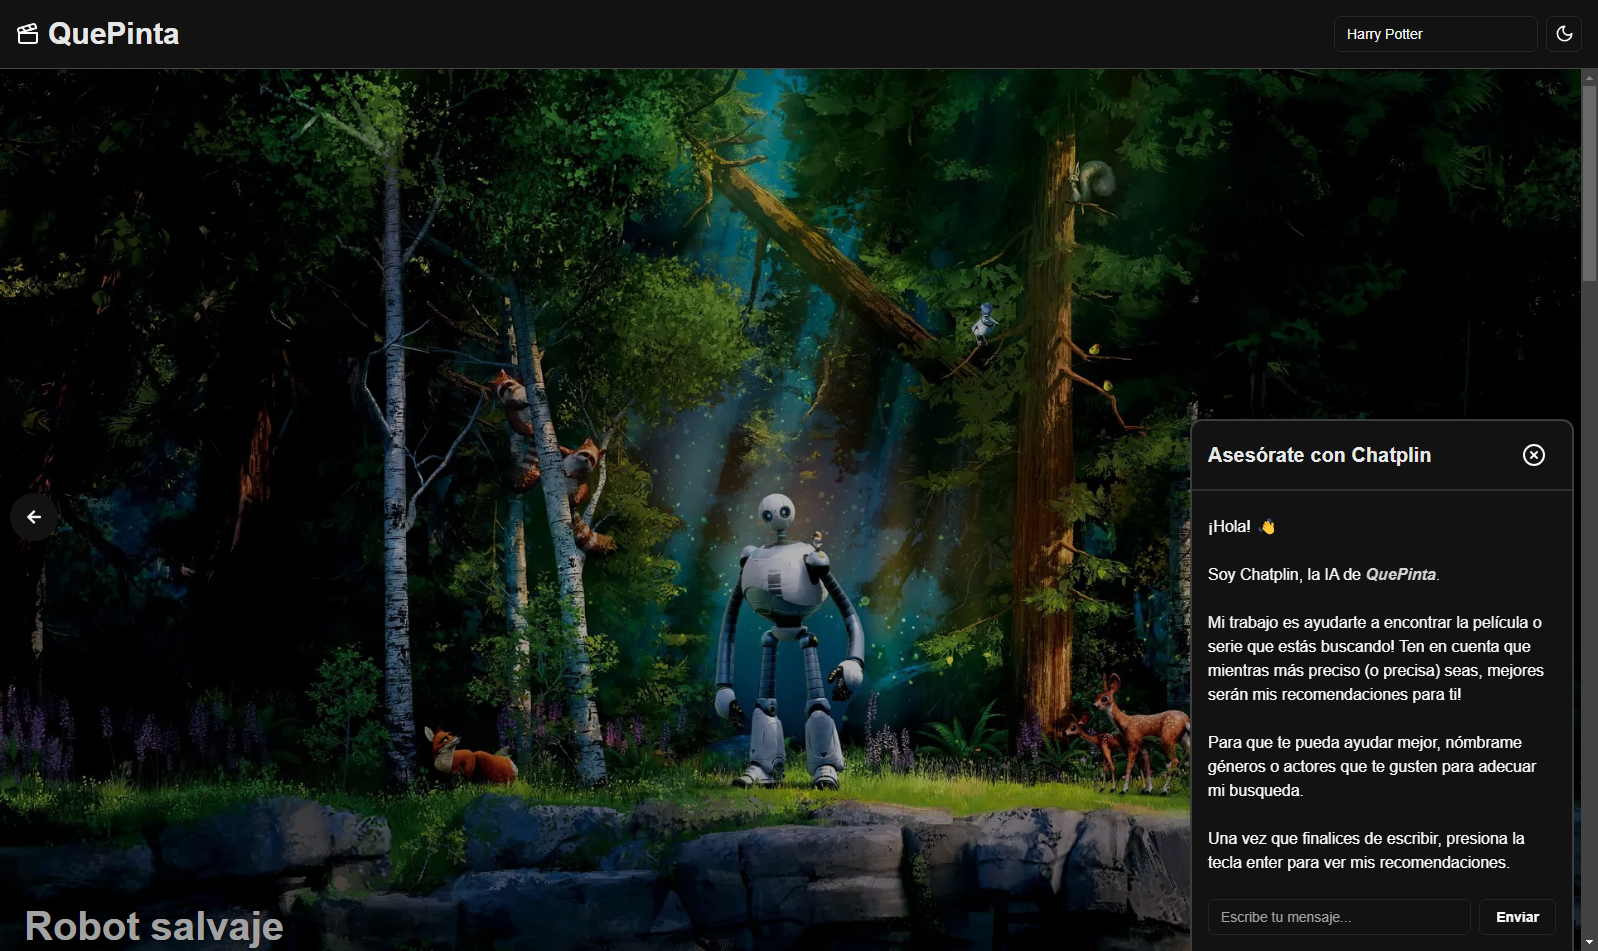 QuePinta
Harry Potter
Asesórate con Chatplin
¡Hola! 👋
Soy Chatplin, la IA de QuePinta.
Mi trabajo es ayudarte a encontrar la película o
serie que estás buscando! Ten en cuenta que
mientras más preciso (o precisa) seas, mejores
serán mis recomendaciones para ti!
Para que te pueda ayudar mejor, nómbrame
géneros o actores que te gusten para adecuar
mi busqueda.
Una vez que finalices de escribir, presiona la
tecla enter para ver mis recomendaciones.
Escribe tu mensaje...
Enviar
Robot salvaje